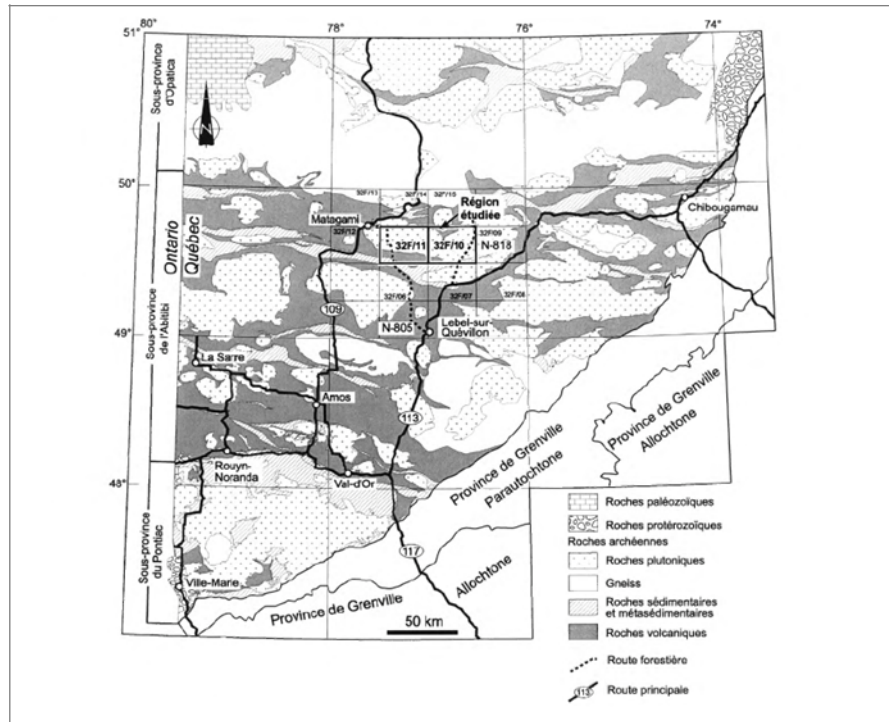 80°
78°
76°
74°
51°
Sous-province
d'Opatica
N
50°
32F/13
32F/14
32F/15
Matagami
Région
étudiée
Chibougamau
32F/12
32F/11
32F/10
32F/09
N-818
Ontario
Québec
Sous-province
de l'Abitibi
109
32F/06
32F/07
32F/08
49°
N-805
Lebel-sur-
Quévillon
La Sarre
Amos
113
Province de Grenville
Allochtone
Province de Grenville
Parautochtone
48°
Rouyn-
Noranda
Val-d'Or
Sous-province
du Pontiac
117
Ville-Marie
Allochtone
Province de Grenville
50 km
Roches paléozoïques
Roches protérozoïques
Roches archéennes
Roches plutoniques
Gneiss
Roches sédimentaires
et métasédimentaires
Roches volcaniques
Route forestière
113
Route principale